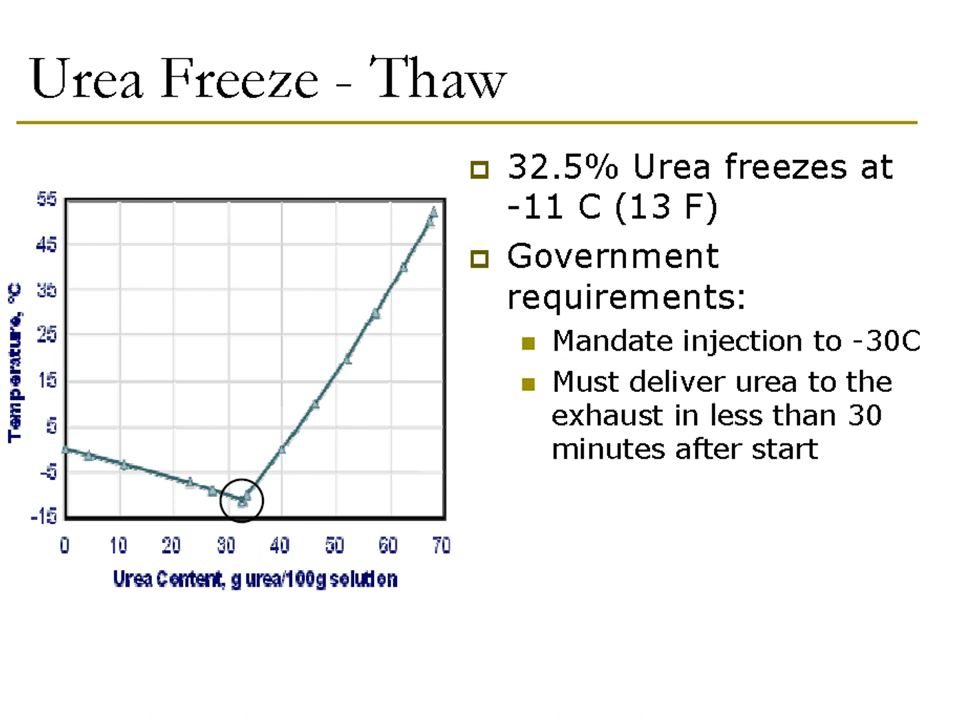 Urea Freeze - Thaw
32.5% Urea freezes at
-11 C (13 F)
Government
requirements:
Mandate injection to -30C
Must deliver urea to the
exhaust in less than 30
minutes after start
Temperature, °C
55
45
35
25
15
5
-5
-15
0 10 20 30 40 50 60 70
Urea Content, g urea/100g solution